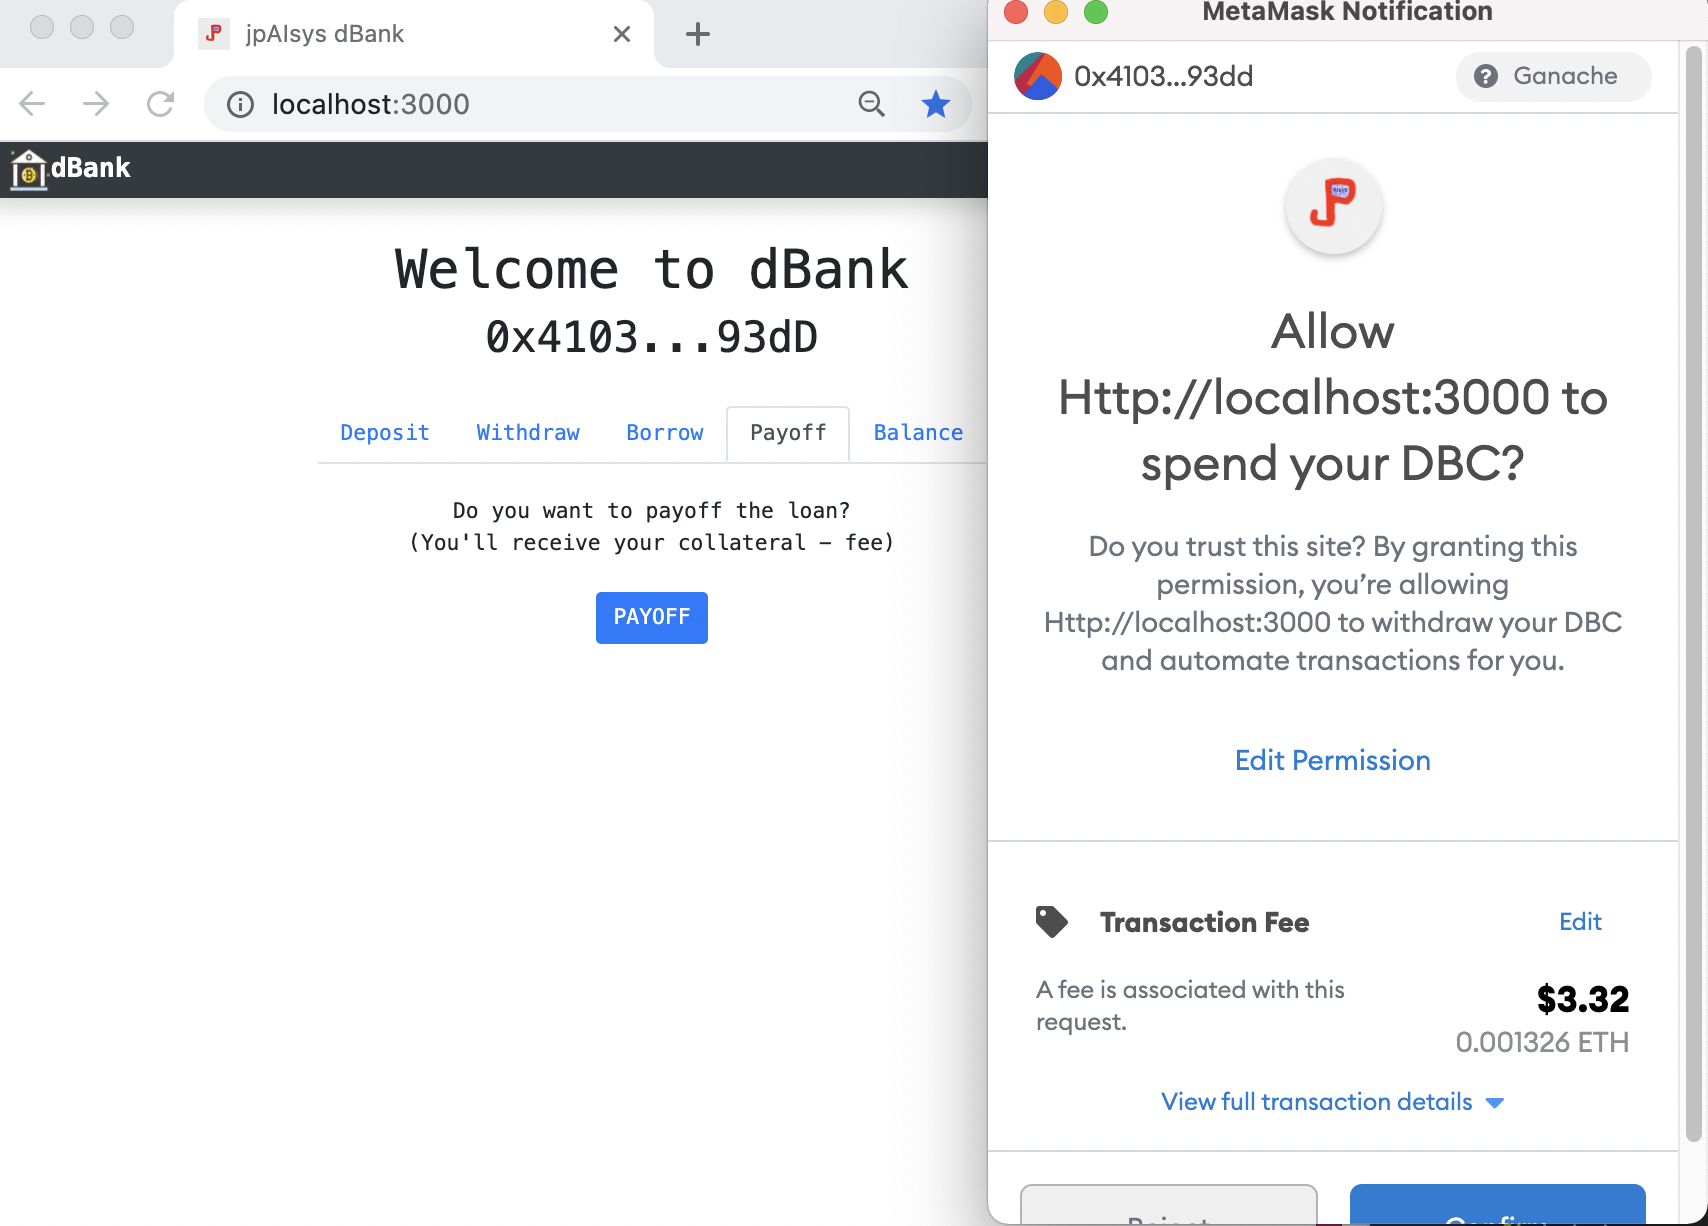 jpAIsys dBank
localhost:3000
dBank
Welcome to dBank
0x4103...93dD
Deposit Withdraw Borrow Payoff Balance
Do you want to payoff the loan?
(You'll receive your collateral - fee)
PAYOFF
MetaMask Notification
0x4103...93dd
Ganache
Allow
Http://localhost:3000 to
spend your DBC?
Do you trust this site? By granting this
permission, you’re allowing
Http://localhost:3000 to withdraw your DBC
and automate transactions for you.
Edit Permission
Transaction Fee
Edit
A fee is associated with this
request.
$3.32
0.001326 ETH
View full transaction details
Reject
Confirm